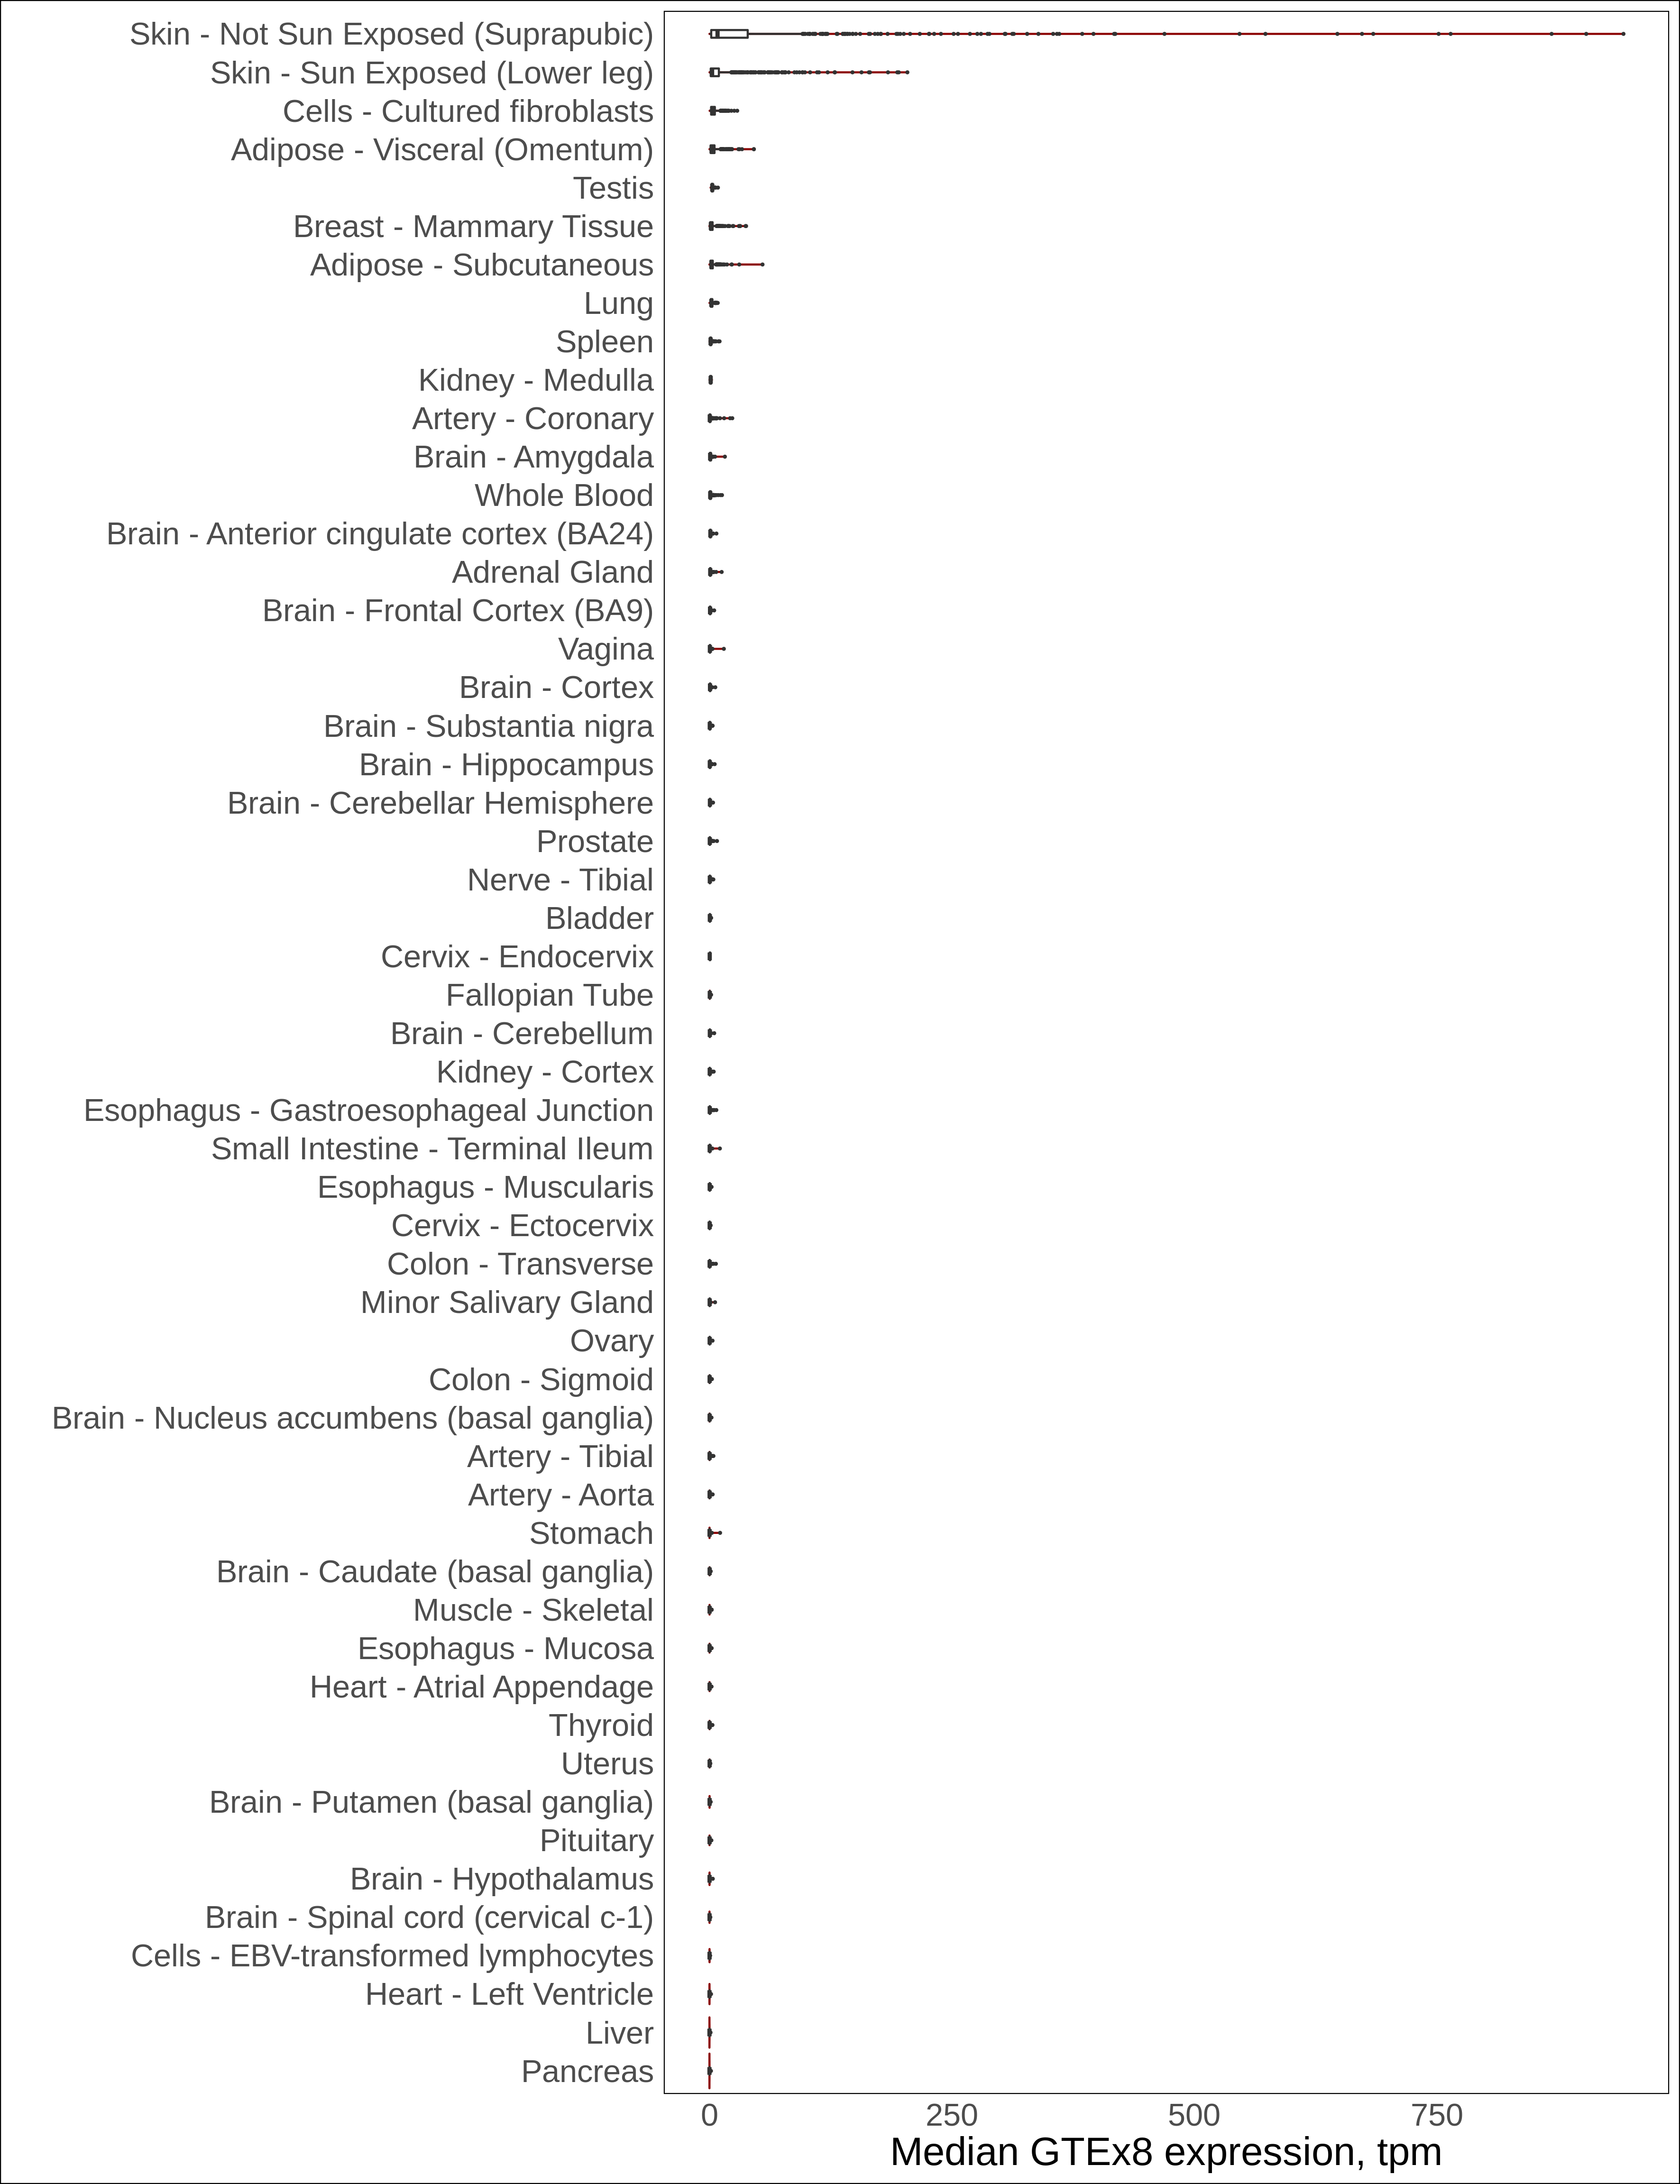 Skin - Not Sun Exposed (Suprapubic)
Skin - Sun Exposed (Lower leg)
Cells - Cultured fibroblasts
Adipose - Visceral (Omentum)
Testis
Breast - Mammary Tissue
Adipose - Subcutaneous
Lung
Spleen
Kidney - Medulla
Artery - Coronary
Brain - Amygdala
Whole Blood
Brain - Anterior cingulate cortex (BA24)
Adrenal Gland
Brain - Frontal Cortex (BA9)
Vagina
Brain - Cortex
Brain - Substantia nigra
Brain - Hippocampus
Brain - Cerebellar Hemisphere
Prostate
Nerve - Tibial
Bladder
Cervix - Endocervix
Fallopian Tube
Brain - Cerebellum
Kidney - Cortex
Esophagus - Gastroesophageal Junction
Small Intestine - Terminal Ileum
Esophagus - Muscularis
Cervix - Ectocervix
Colon - Transverse
Minor Salivary Gland
Ovary
Colon - Sigmoid
Brain - Nucleus accumbens (basal ganglia)
Artery - Tibial
Artery - Aorta
Stomach
Brain - Caudate (basal ganglia)
Muscle - Skeletal
Esophagus - Mucosa
Heart - Atrial Appendage
Thyroid
Uterus
Brain - Putamen (basal ganglia)
Pituitary
Brain - Hypothalamus
Brain - Spinal cord (cervical c-1)
Cells - EBV-transformed lymphocytes
Heart - Left Ventricle
Liver
Pancreas
0 250 500 750
Median GTEx8 expression, tpm